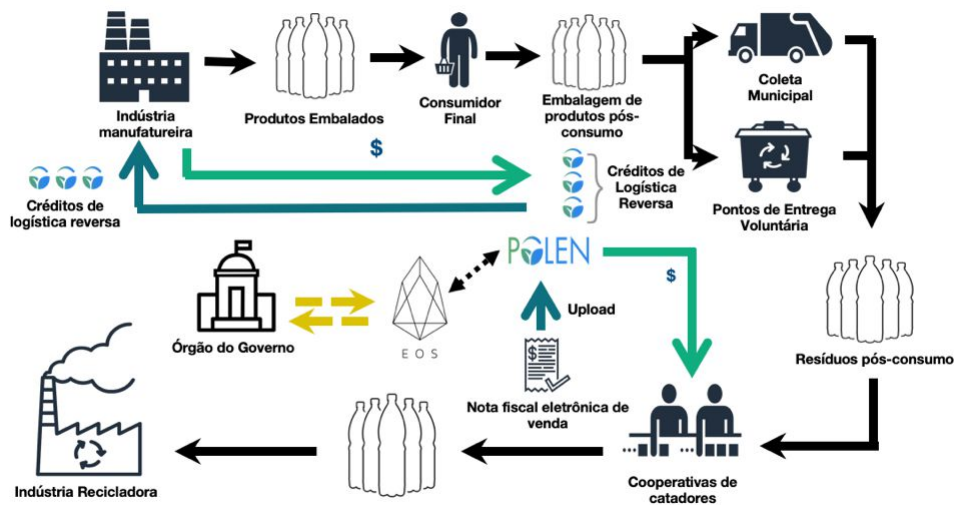 Indústria
manufatureira
Produtos Embalados
Consumidor
Final
Embalagem de
produtos pós-
consumo
Coleta
Municipal
$
Créditos de
logística reversa
Créditos de
Logística
Reversa
Pontos de Entrega
Voluntária
POLEN
$
Órgão do Governo
EOS
Upload
$
Nota fiscal eletrônica de
venda
Resíduos pós-consumo
Indústria Recicladora
Cooperativas de
catadores